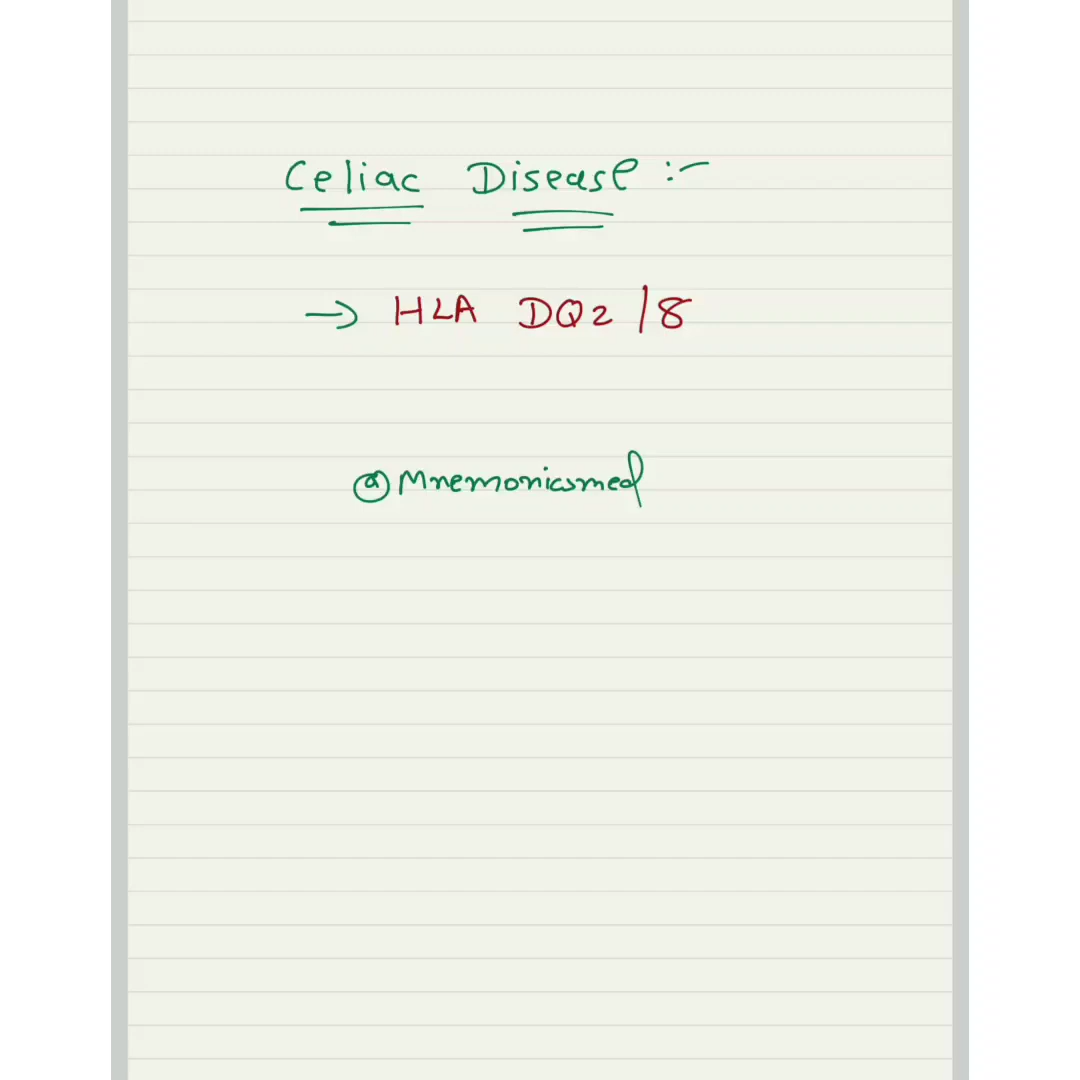 Celiac Disease :-
→ HLA DQ2 /8
@Mnemonicsmed